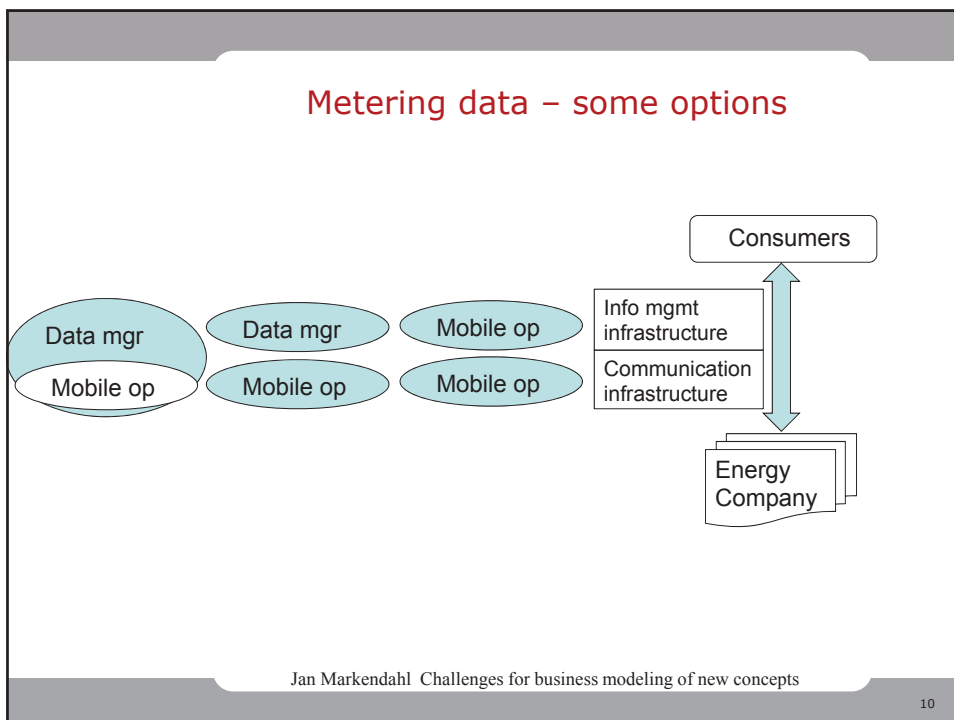 Metering data – some options
Consumers
Data mgr
Mobile op
Data mgr
Mobile op
Mobile op
Mobile op
Info mgmt
infrastructure
Communication
infrastructure
Energy
Company
Jan Markendahl Challenges for business modeling of new concepts
10